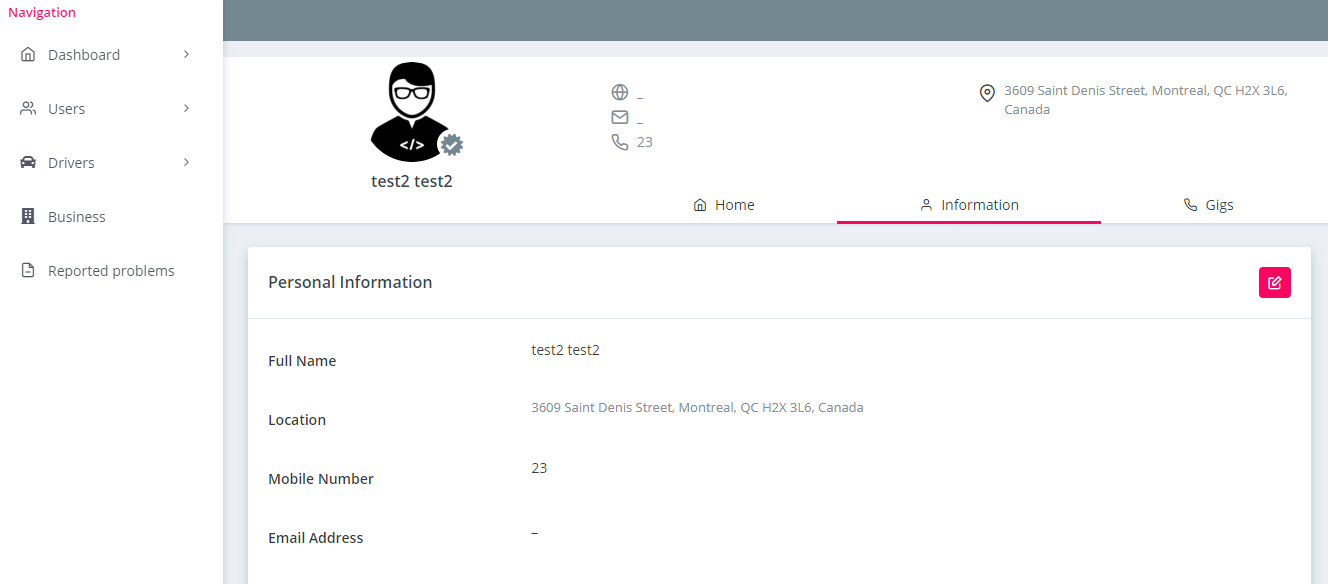 Navigation
Dashboard
Users
Drivers
Business
Reported problems
</>
test2 test2
_
_
23
3609 Saint Denis Street, Montreal, QC H2X 3L6,
Canada
Home
Information
Gigs
Personal Information
Full Name
test2 test2
Location
3609 Saint Denis Street, Montreal, QC H2X 3L6, Canada
Mobile Number
23
Email Address
_